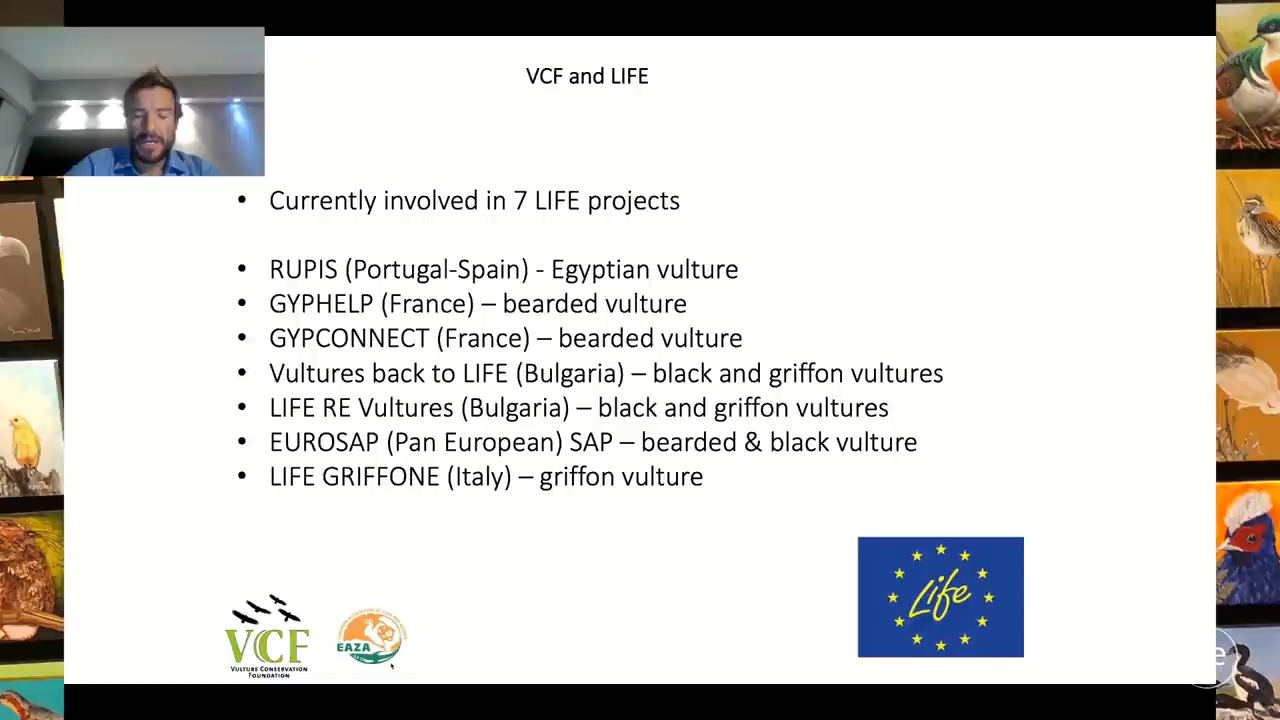 VCF and LIFE
• Currently involved in 7 LIFE projects
• RUPIS (Portugal-Spain) - Egyptian vulture
• GYPHELP (France) – bearded vulture
• GYPCONNECT (France) – bearded vulture
• Vultures back to LIFE (Bulgaria) – black and griffon vultures
• LIFE RE Vultures (Bulgaria) – black and griffon vultures
• EUROSAP (Pan European) SAP – bearded & black vulture
• LIFE GRIFFONE (Italy) – griffon vulture
Life
VCF
VULTURE CONSERVATION
FOUNDATION
EAZA
e